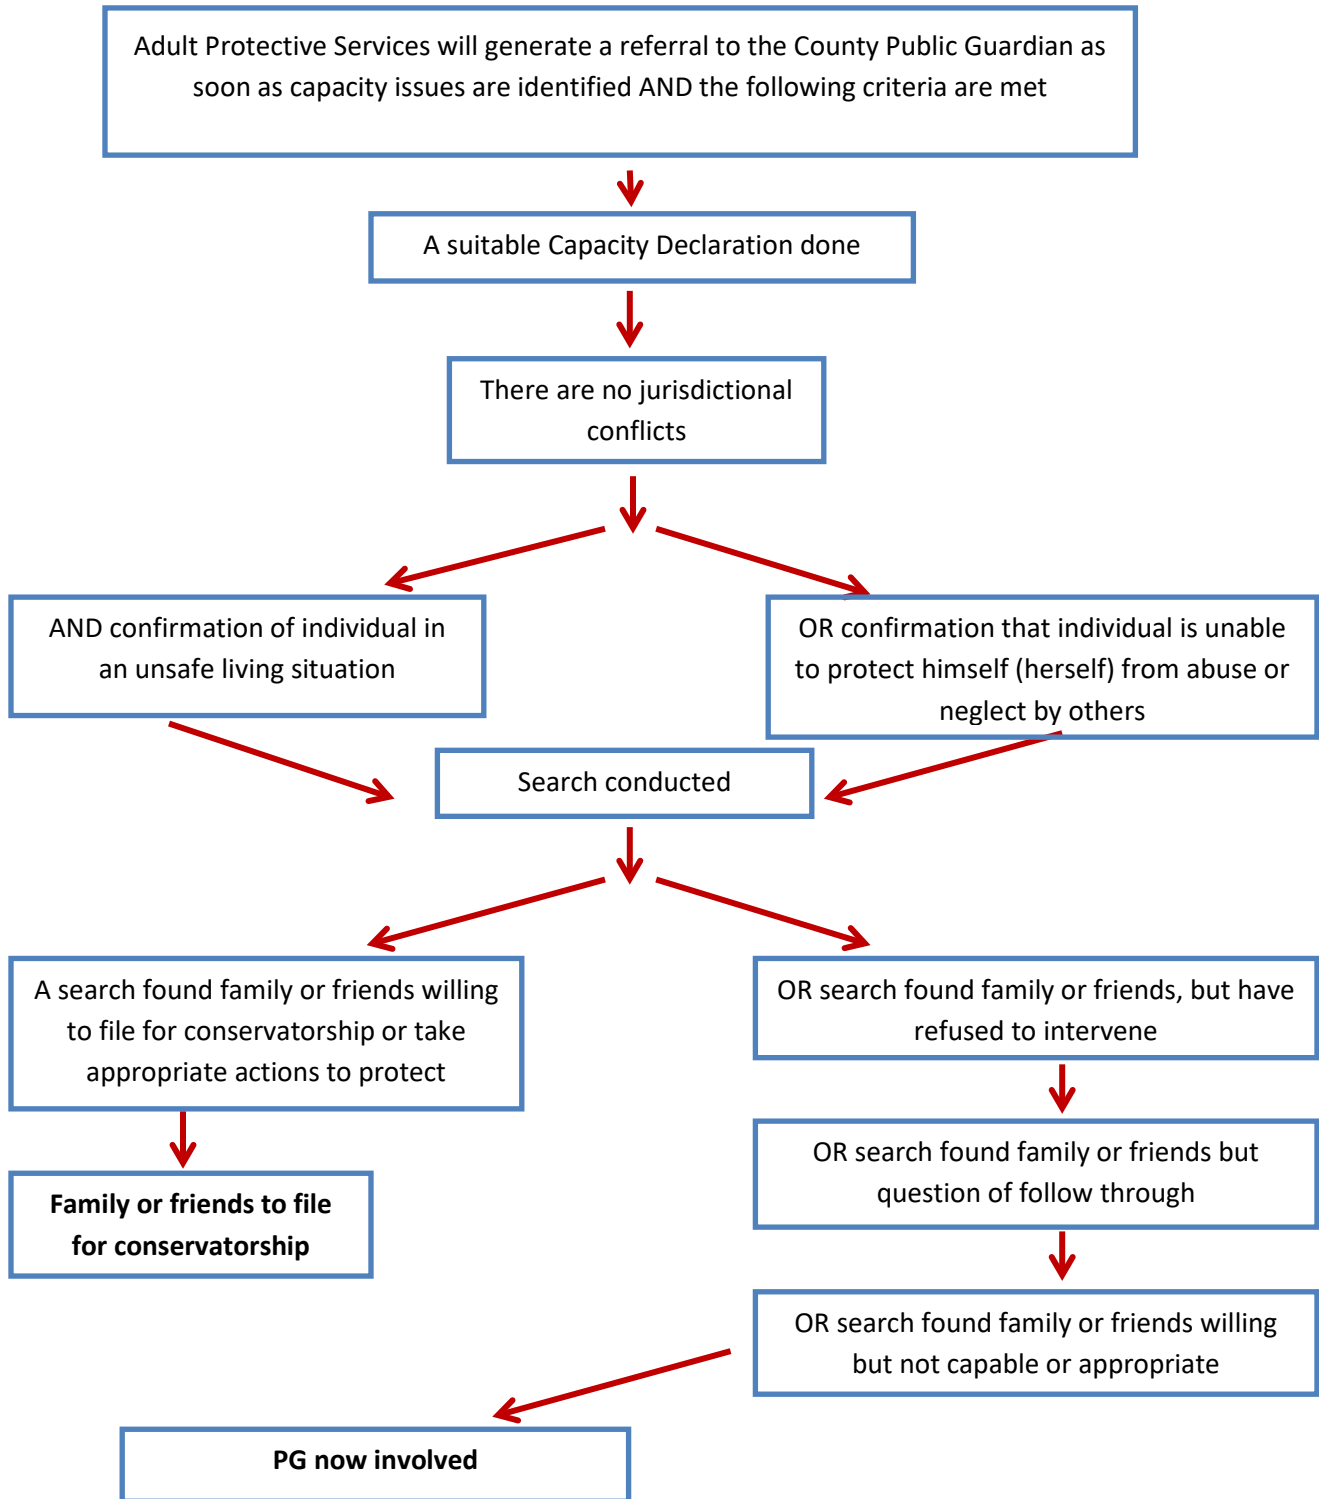 Adult Protective Services will generate a referral to the County Public Guardian as
soon as capacity issues are identified AND the following criteria are met
A suitable Capacity Declaration done
There are no jurisdictional
conflicts
AND confirmation of individual in
an unsafe living situation
OR confirmation that individual is unable
to protect himself (herself) from abuse or
neglect by others
Search conducted
A search found family or friends willing
to file for conservatorship or take
appropriate actions to protect
Family or friends to file
for conservatorship
OR search found family or friends, but have
refused to intervene
OR search found family or friends but
question of follow through
OR search found family or friends willing
but not capable or appropriate
PG now involved